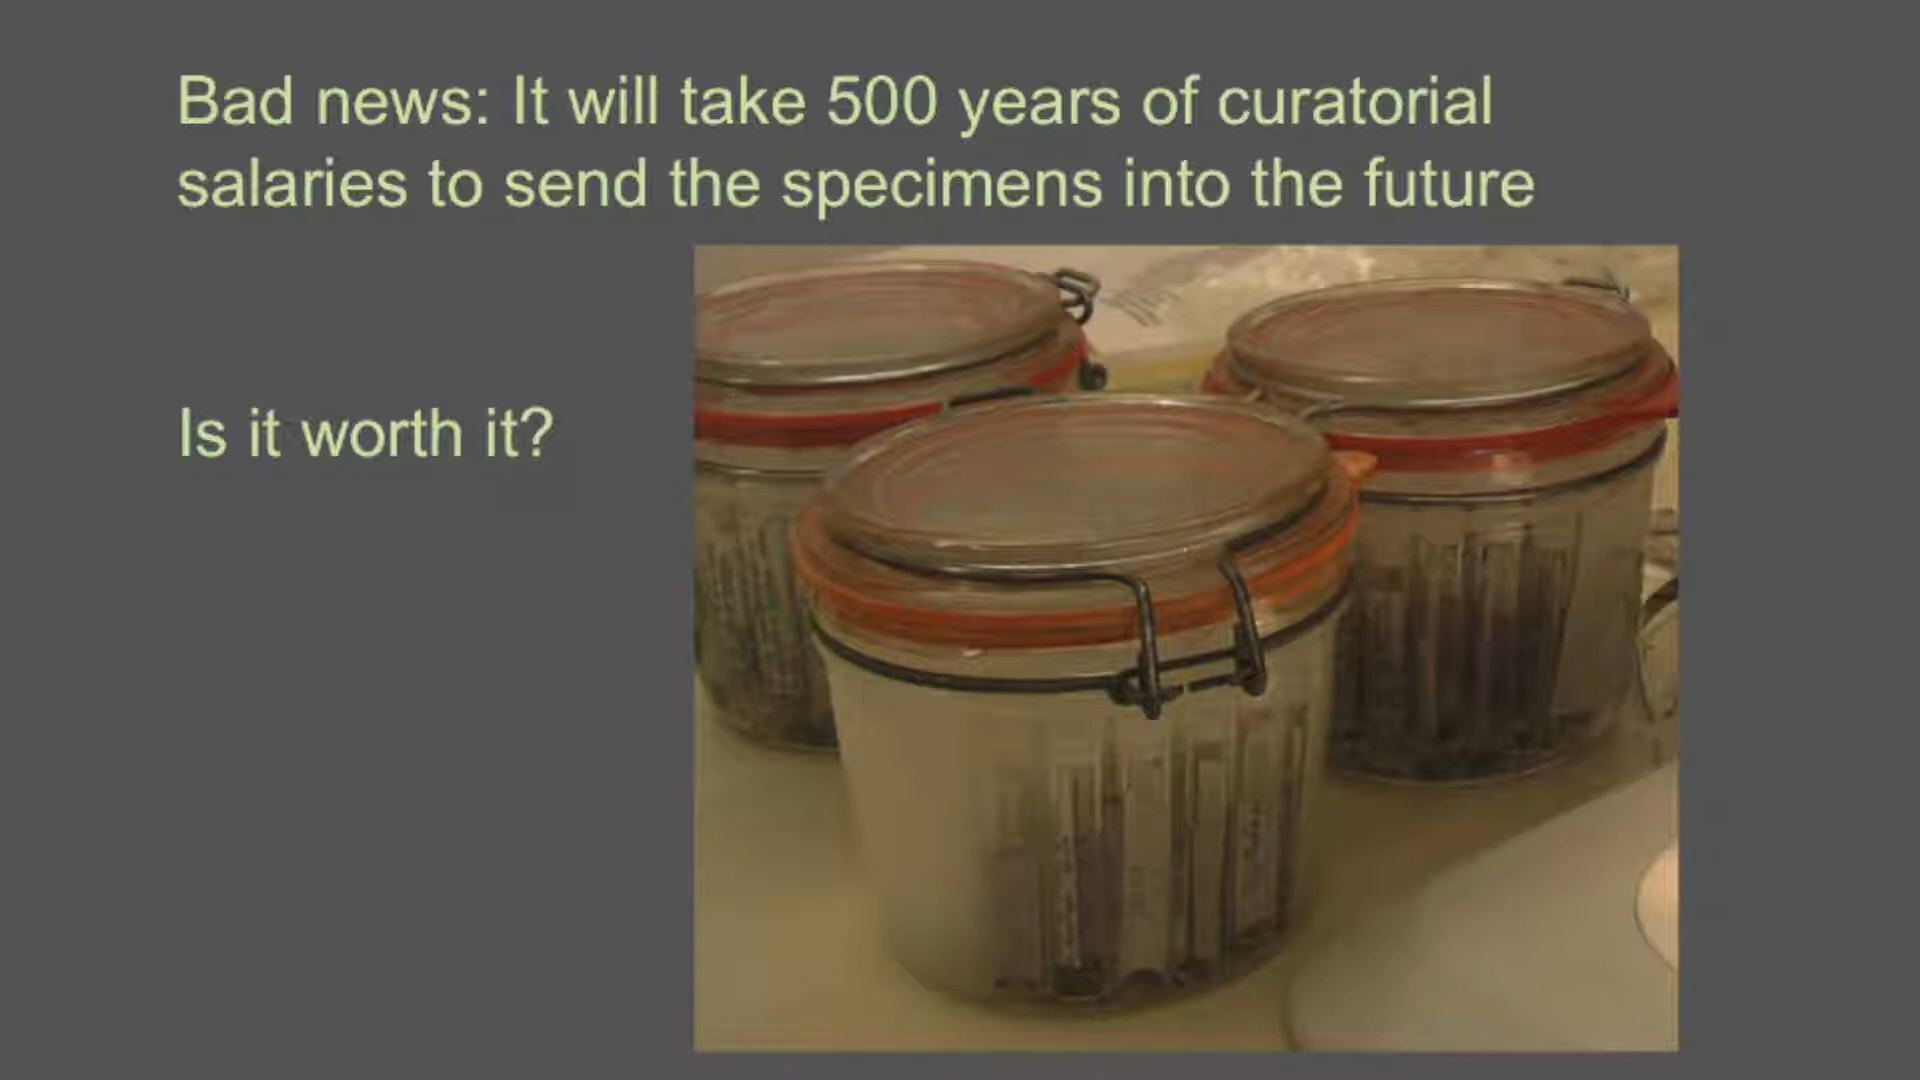 Bad news: It will take 500 years of curatorial
salaries to send the specimens into the future
Is it worth it?